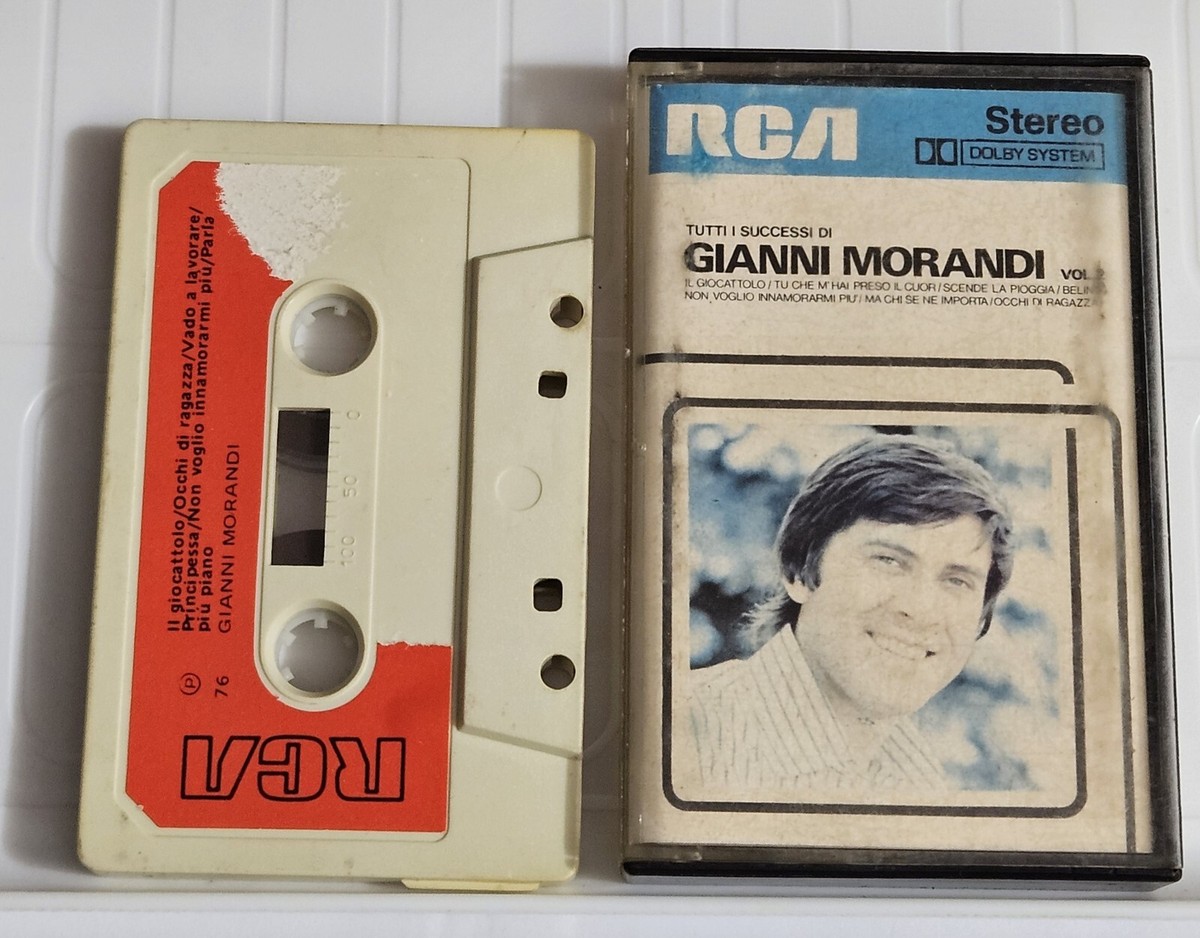 Il giocattolo/Occhi di ragazza/Vado a lavorare/
Principessa/Non voglio innamorarmi più/Parla
più piano
GIANNI MORANDI
Ⓟ
76
RCA
0
50
100
RCA
Stereo
DOLBY SYSTEM
TUTTI I SUCCESSI DI
GIANNI MORANDI VOL.2
IL GIOCATTOLO/TU CHE M'HAI PRESO IL CUOR/SCENDE LA PIOGGIA/
NON VOGLIO INNAMORARMI PIU'/MA CHI SE NE IMPORTA/OCCHI DI